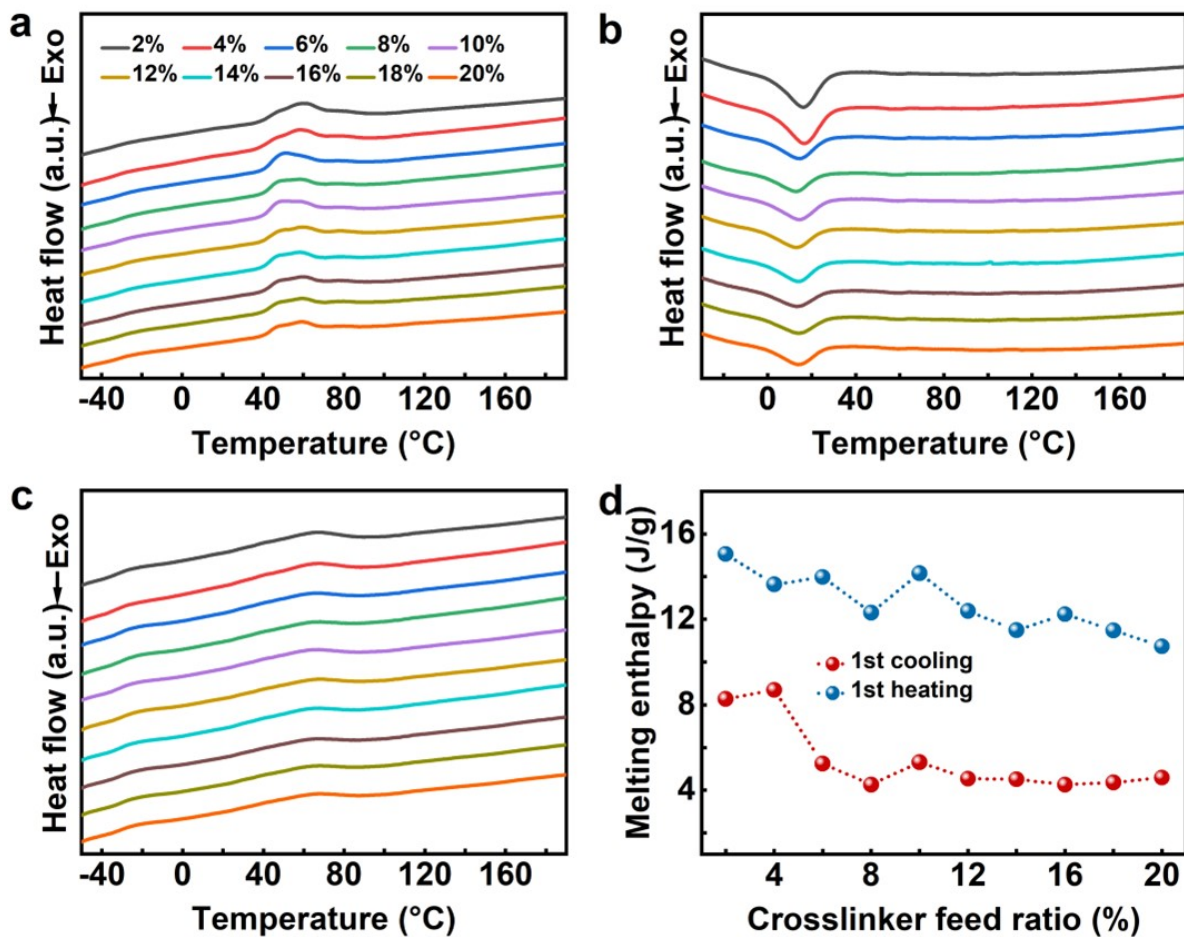 a
2% 4% 6% 8% 10%
12% 14% 16% 18% 20%
Heat flow (a.u.)←Exo
-40 0 40 80 120 160
Temperature (°C)
b
Heat flow (a.u.)←Exo
0 40 80 120 160
Temperature (°C)
c
Heat flow (a.u.)←Exo
-40 0 40 80 120 160
Temperature (°C)
d
Melting enthalpy (J/g)
16
12
8
4
1st cooling
1st heating
4 8 12 16 20
Crosslinker feed ratio (%)